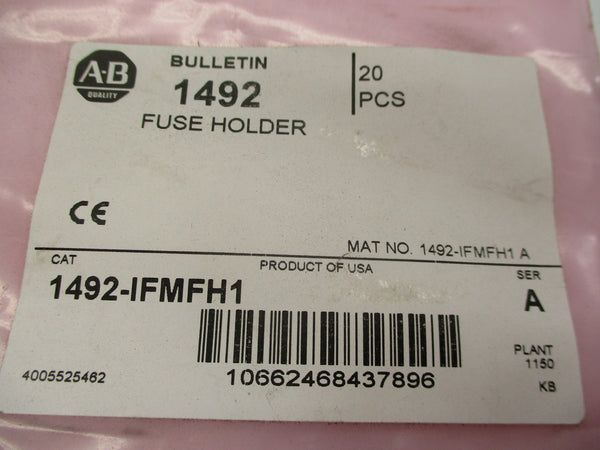 A-B
QUALITY
BULLETIN
1492
FUSE HOLDER
20
PCS
CE
MAT NO. 1492-IFMFH1 A
CAT
PRODUCT OF USA
SER
1492-IFMFH1
A
PLANT
1150
4005525462
10662468437896
KB